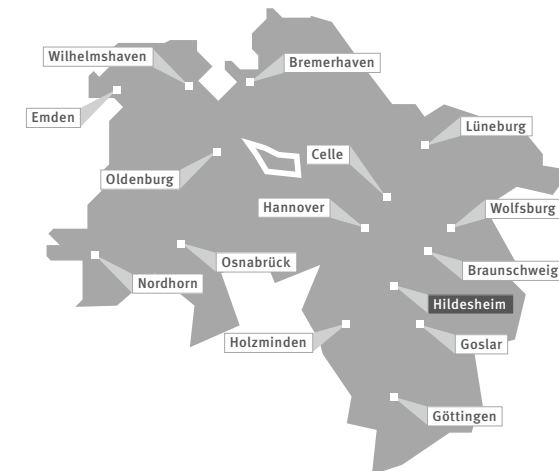 Wilhelmshaven
Bremerhaven
Emden
Lüneburg
Celle
Oldenburg
Hannover
Wolfsburg
Osnabrück
Braunschweig
Nordhorn
Hildesheim
Holzminden
Goslar
Göttingen